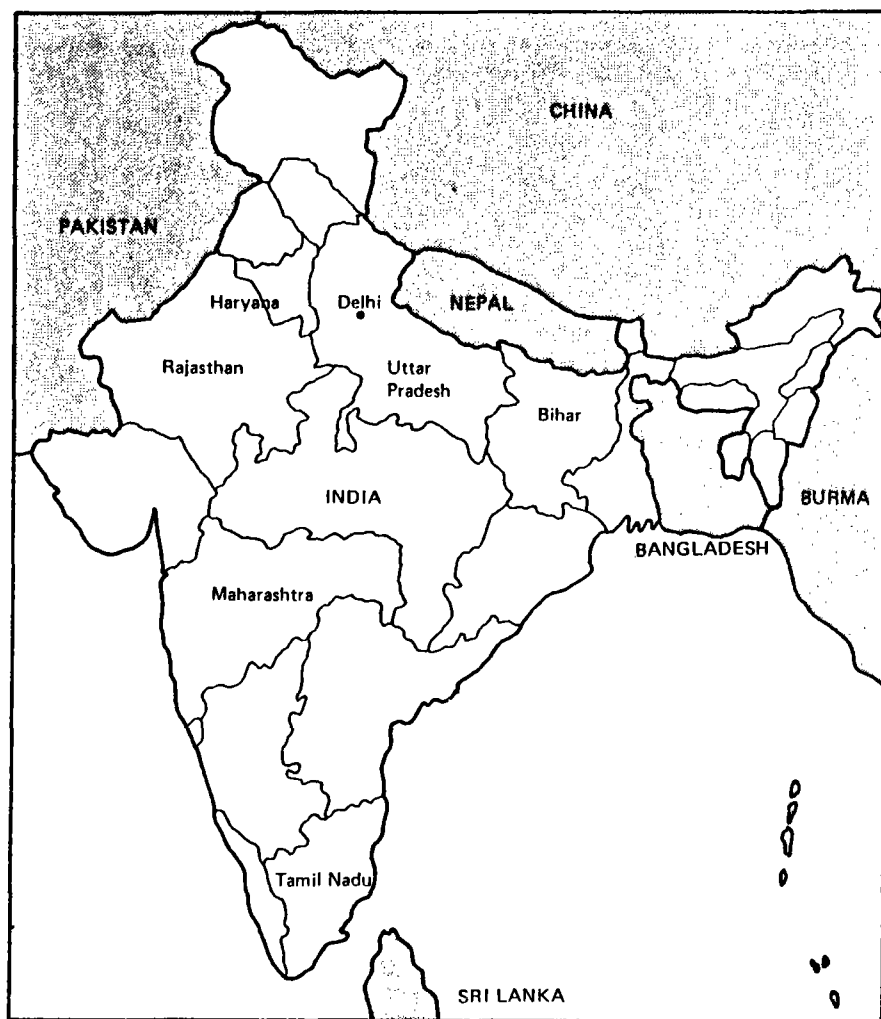 CHINA
PAKISTAN
Haryana
Delhi
NEPAL
Rajasthan
Uttar
Pradesh
Bihar
INDIA
BURMA
BANGLADESH
Maharashtra
Tamil Nadu
SRI LANKA